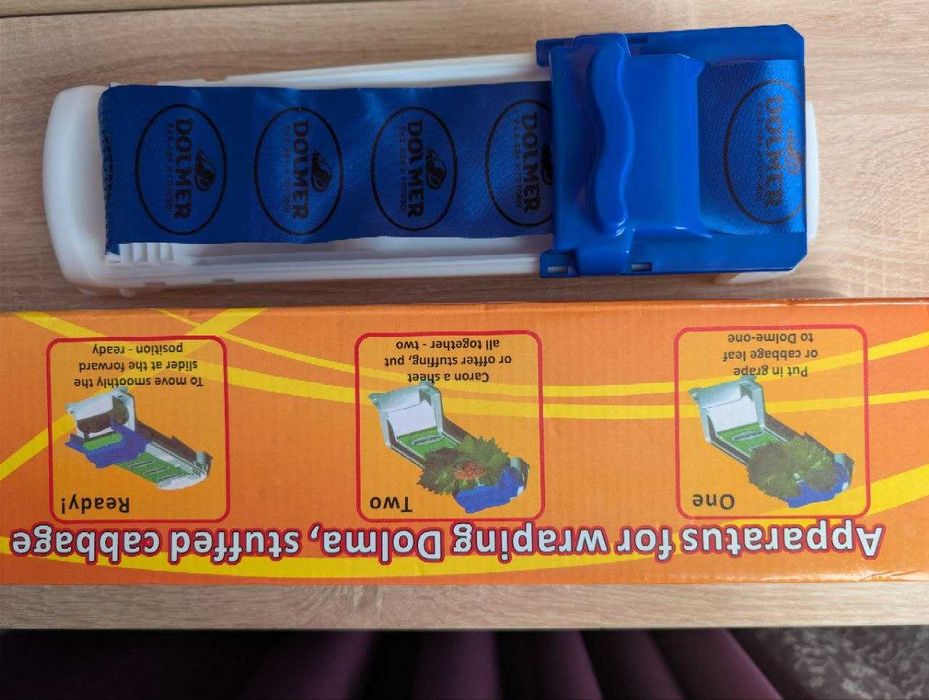 DOLMER
DOLMER
DOLMER
DOLMER
DOLMER
Apparatus for wraping Dolma, stuffed cabbage
One
Put in grape
or cabbage leaf
to Dolme-one
Two
Caron a sheet
or offter stuffing, put
all together - two
Ready!
To move smoothly the
slider at the forward
position - ready